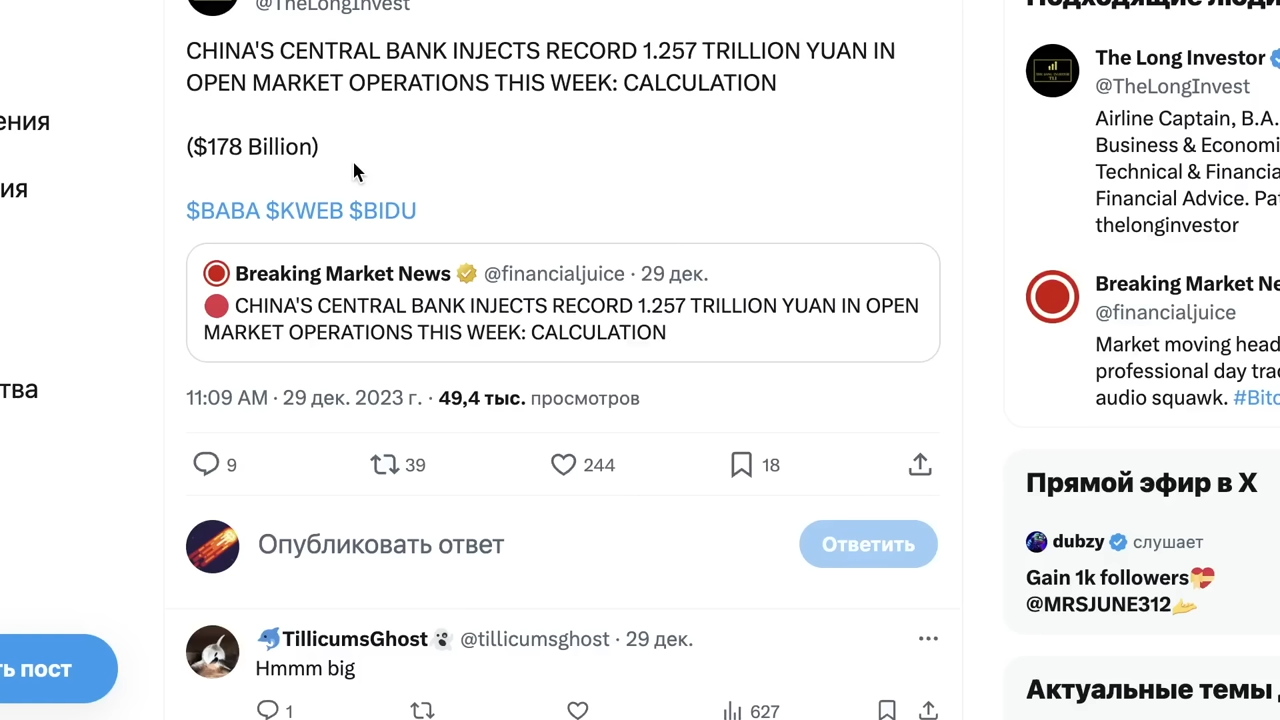 @TheLongInvest
CHINA'S CENTRAL BANK INJECTS RECORD 1.257 TRILLION YUAN IN
OPEN MARKET OPERATIONS THIS WEEK: CALCULATION
($178 Billion)
$BABA $KWEB $BIDU
Breaking Market News @financialjuice · 29 дек.
CHINA'S CENTRAL BANK INJECTS RECORD 1.257 TRILLION YUAN IN OPEN
MARKET OPERATIONS THIS WEEK: CALCULATION
11:09 AM · 29 дек. 2023 г. · 49,4 тыс. просмотров
9 39 244 18
Опубликовать ответ
Ответить
TillicumsGhost @tillicumsghost · 29 дек.
Hmmm big
1 627
ения
ия
тва
ть пост
Подходящие люди
The Long Investor
@TheLongInvest
Airline Captain, B.A.
Business & Economi
Technical & Financia
Financial Advice. Pat
thelonginvestor
Breaking Market Ne
@financialjuice
Market moving head
professional day trad
audio squawk. #Bitc
Прямой эфир в X
dubzy слушает
Gain 1k followers
@MRSJUNE312
Актуальные темы